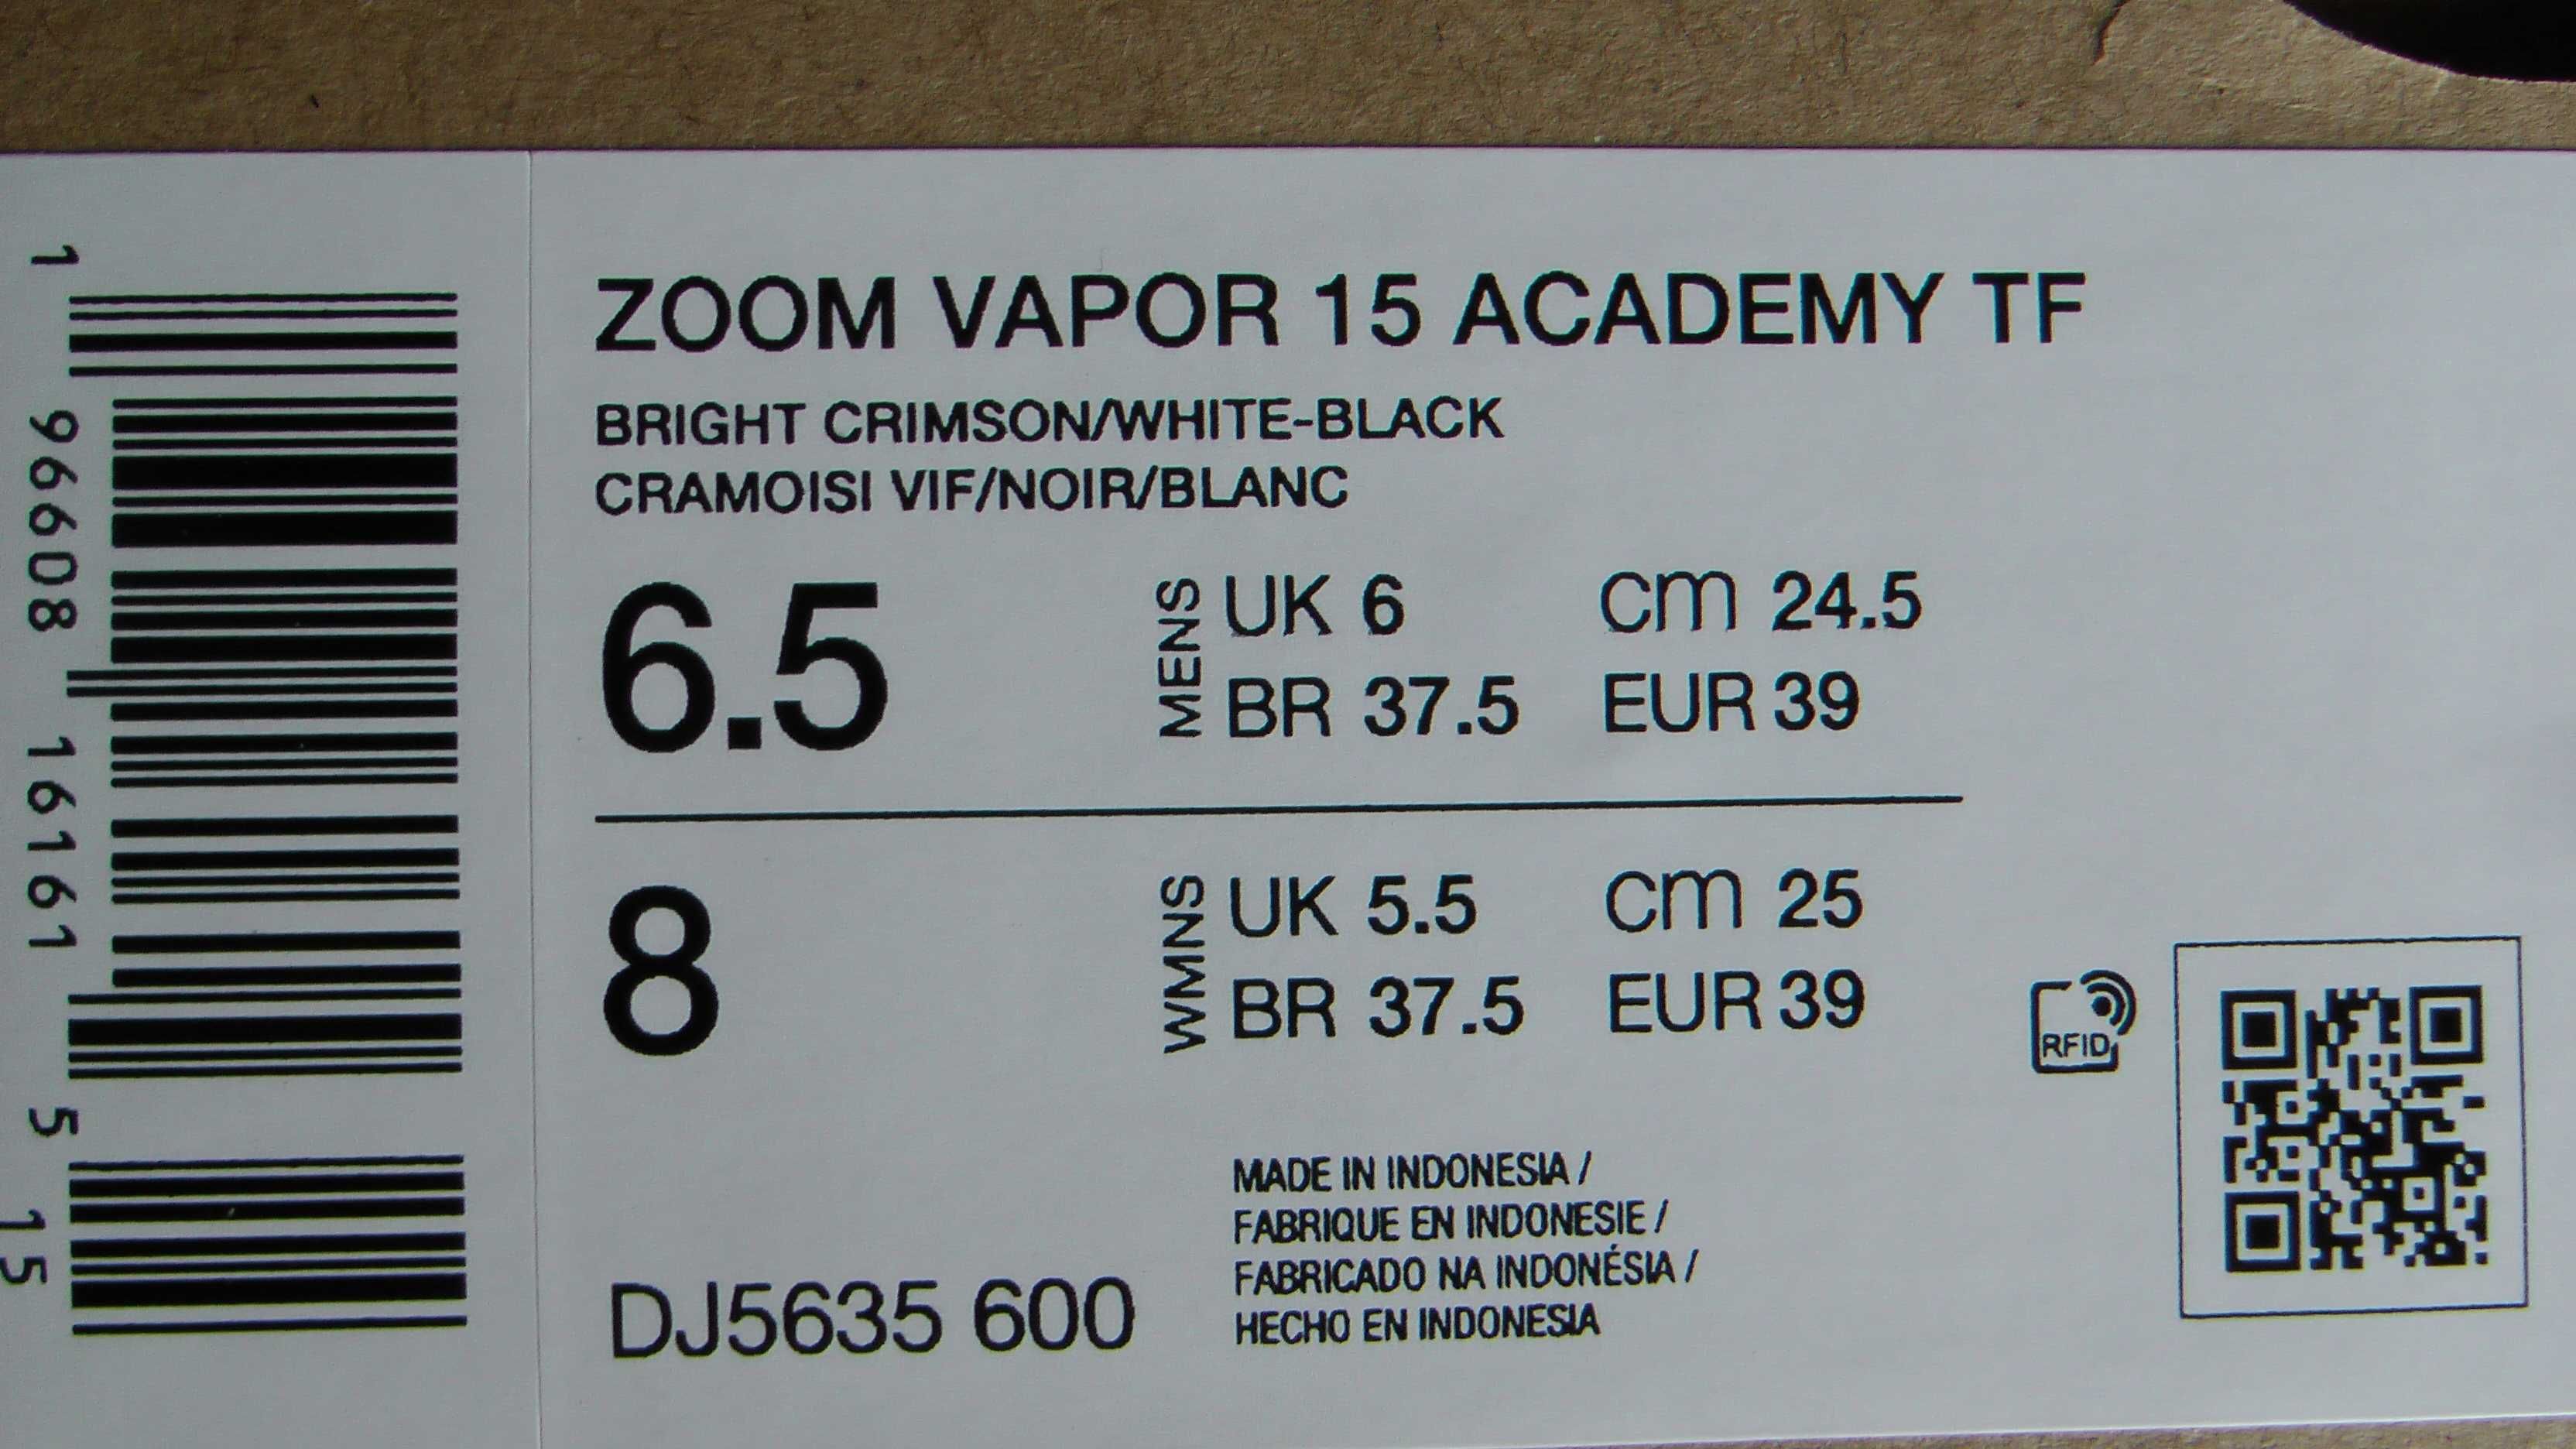 ZOOM VAPOR 15 ACADEMY TF
BRIGHT CRIMSON/WHITE-BLACK
CRAMOISI VIF/NOIR/BLANC
6.5
MENS
UK 6 cm 24.5
BR 37.5 EUR 39
8
WMNS
UK 5.5 cm 25
BR 37.5 EUR 39
RFID
MADE IN INDONESIA /
FABRIQUE EN INDONESIE /
FABRICADO NA INDONÉSIA /
HECHO EN INDONESIA
DJ5635 600
1 96608 16161 5 15